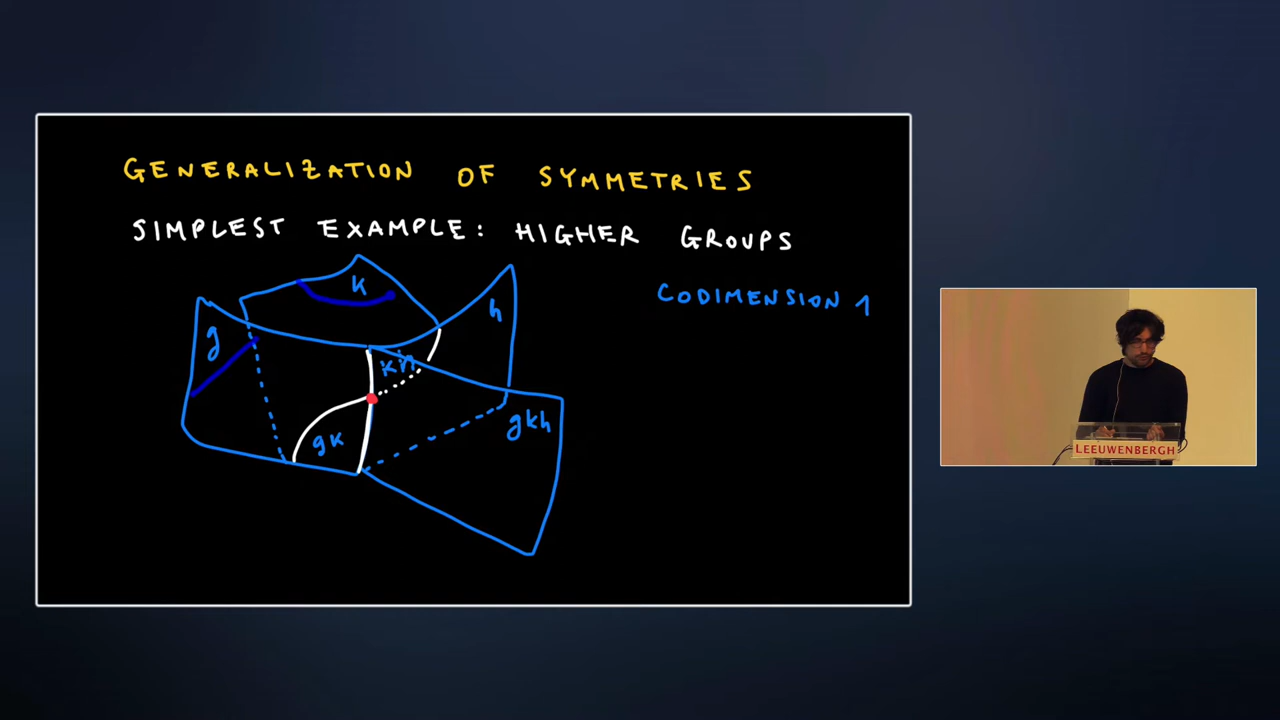 GENERALIZATION OF SYMMETRIES
SIMPLEST EXAMPLE: HIGHER GROUPS
CODIMENSION 1
k
g
h
kh
gkh
gk
LEEUWENBERGH